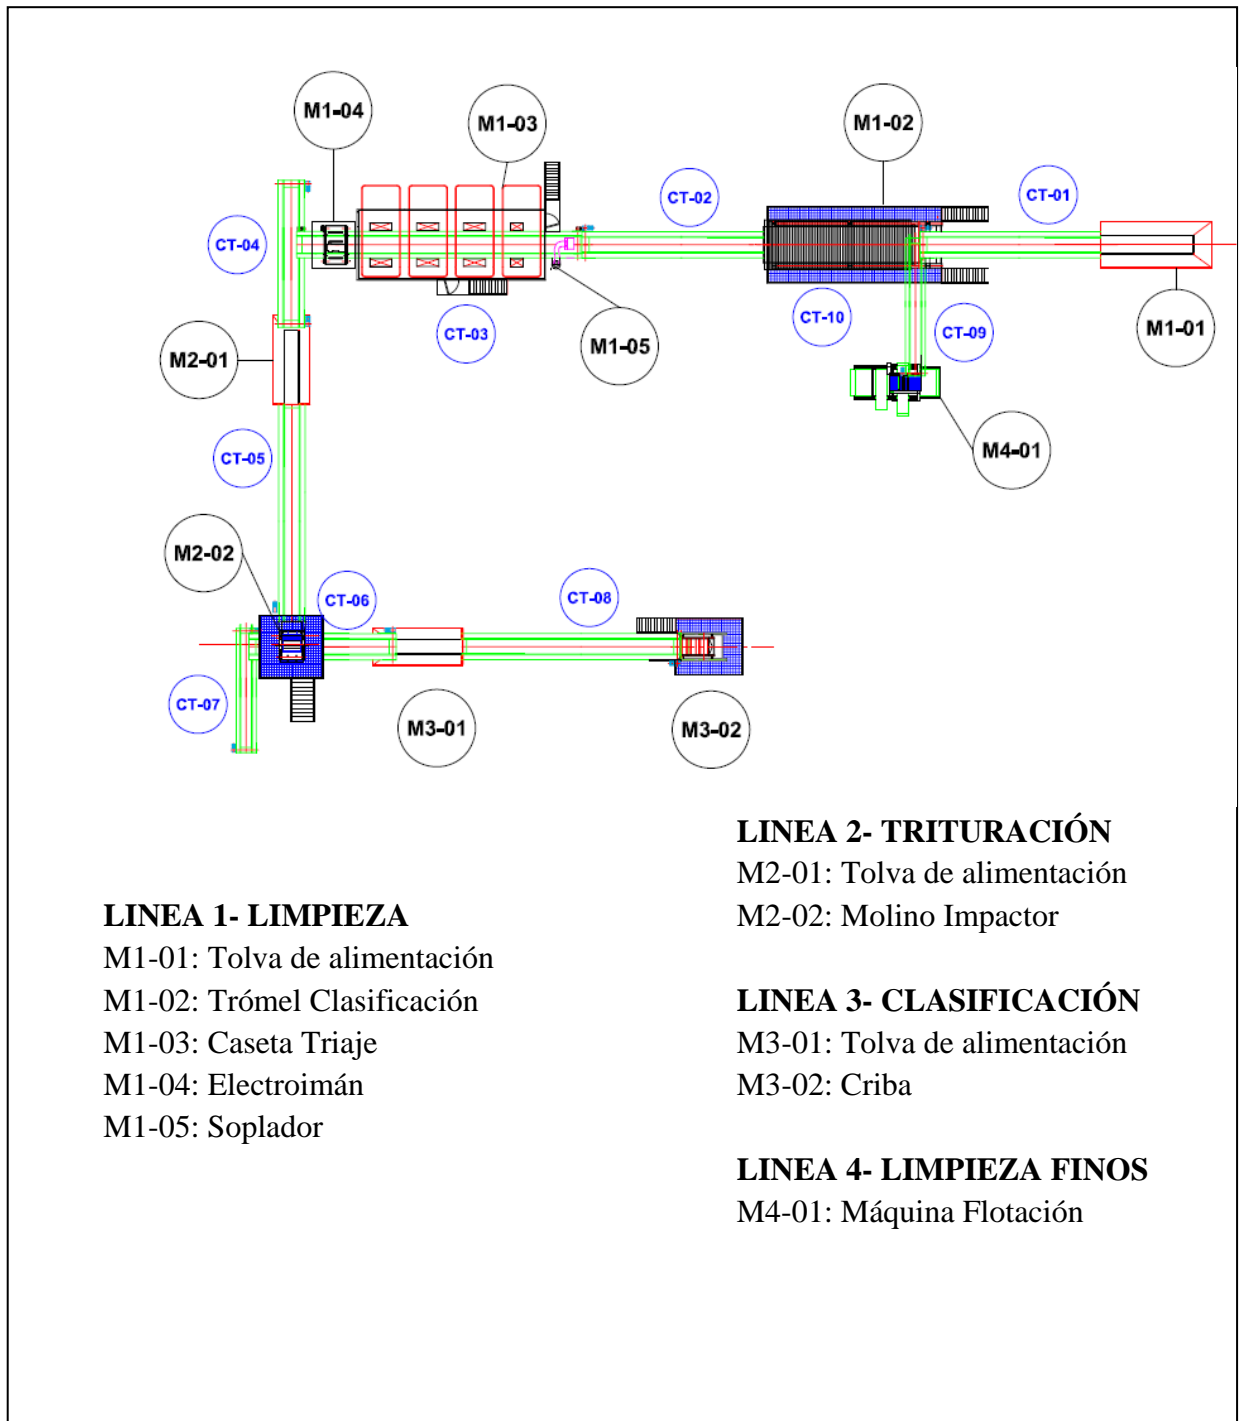 M1-04
M1-03
M1-02
CT-02
CT-01
CT-04
CT-03
M1-05
CT-10
CT-09
M1-01
M2-01
M4-01
CT-05
M2-02
CT-06
CT-08
CT-07
M3-01
M3-02
LINEA 1- LIMPIEZA
M1-01: Tolva de alimentación
M1-02: Trómel Clasificación
M1-03: Caseta Triaje
M1-04: Electroimán
M1-05: Soplador
LINEA 2- TRITURACIÓN
M2-01: Tolva de alimentación
M2-02: Molino Impactor
LINEA 3- CLASIFICACIÓN
M3-01: Tolva de alimentación
M3-02: Criba
LINEA 4- LIMPIEZA FINOS
M4-01: Máquina Flotación